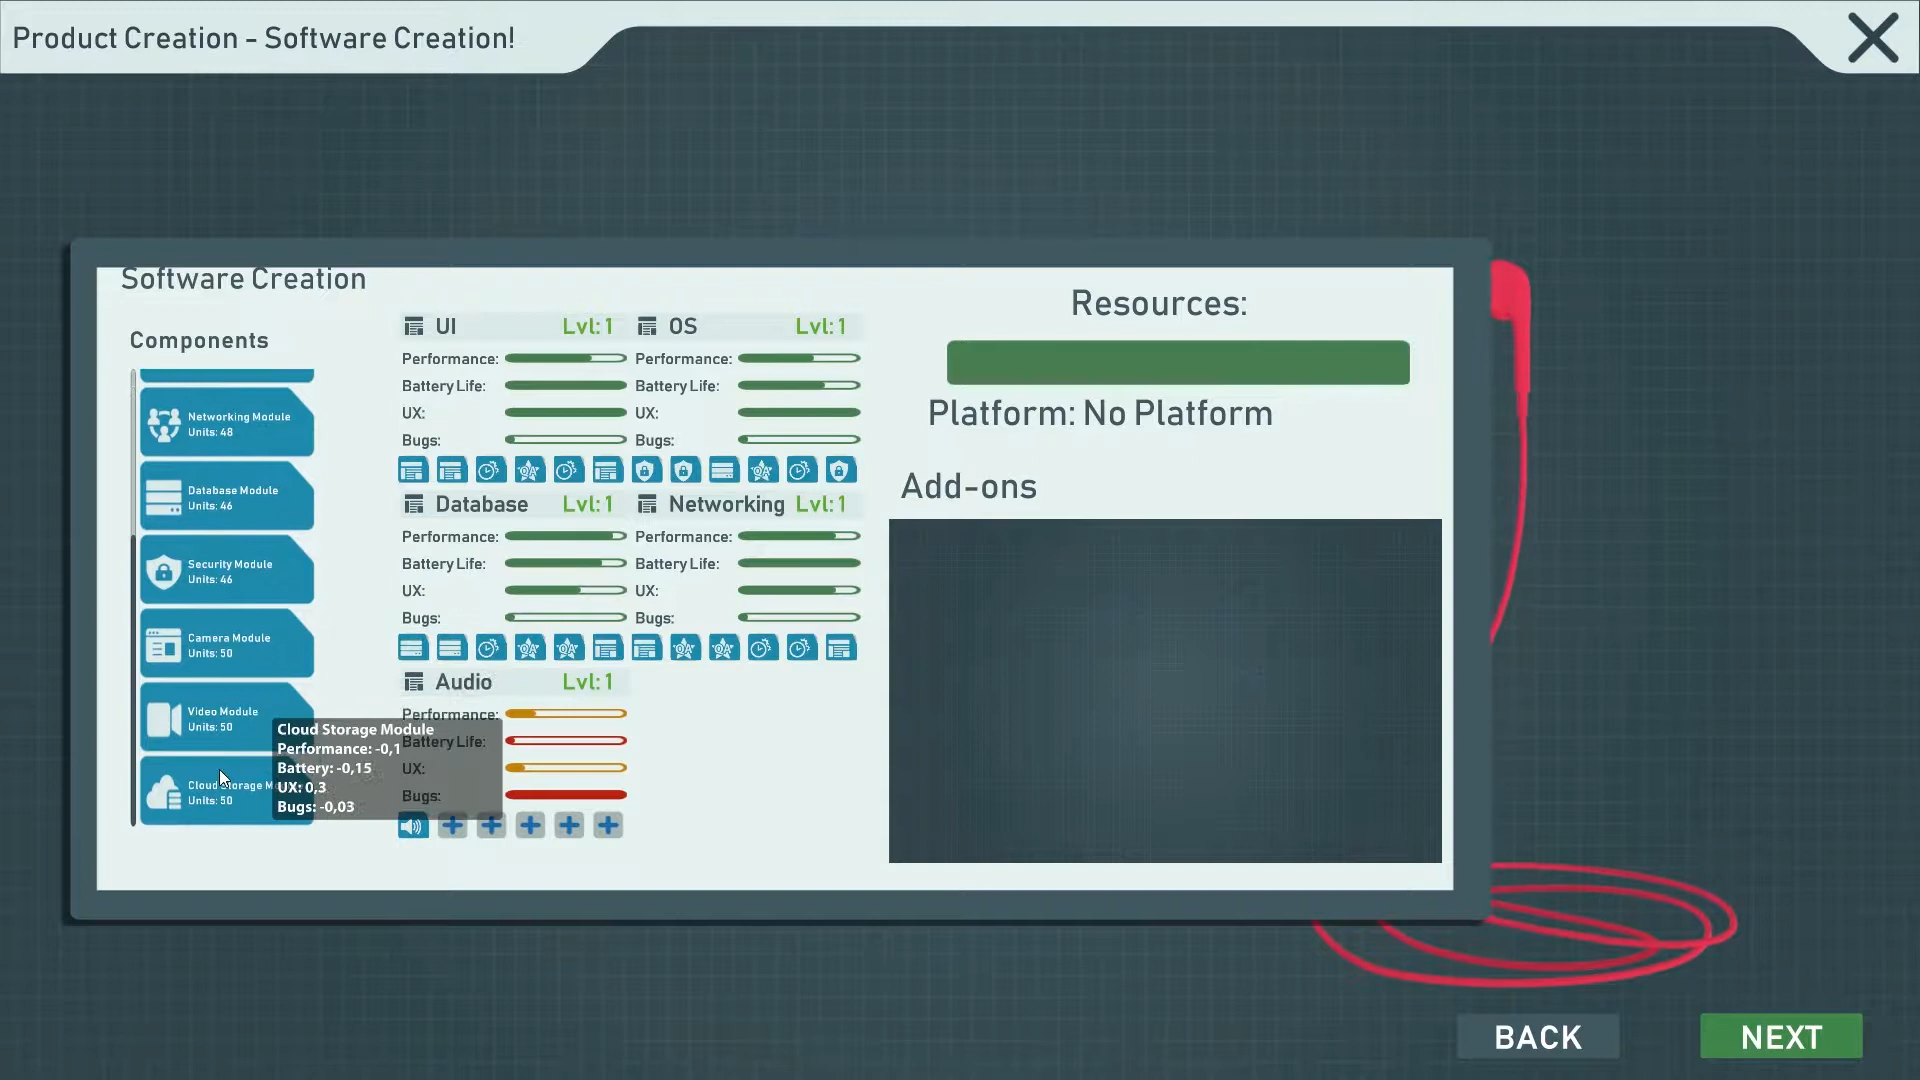 Product Creation - Software Creation!
Software Creation
Components
Networking Module
Units: 48
Database Module
Units: 46
Security Module
Units: 46
Camera Module
Units: 50
Video Module
Units: 50
Cloud Storage M
Units: 50
Cloud Storage Module
Performance: -0,1
Battery: -0,15
UX: 0,3
Bugs: -0,03
UI Lvl: 1
Performance:
Battery Life:
UX:
Bugs:
OS Lvl: 1
Performance:
Battery Life:
UX:
Bugs:
Database Lvl: 1
Performance:
Battery Life:
UX:
Bugs:
Networking Lvl: 1
Performance:
Battery Life:
UX:
Bugs:
Audio Lvl: 1
Performance:
Battery Life:
UX:
Bugs:
Resources:
Platform: No Platform
Add-ons
BACK
NEXT